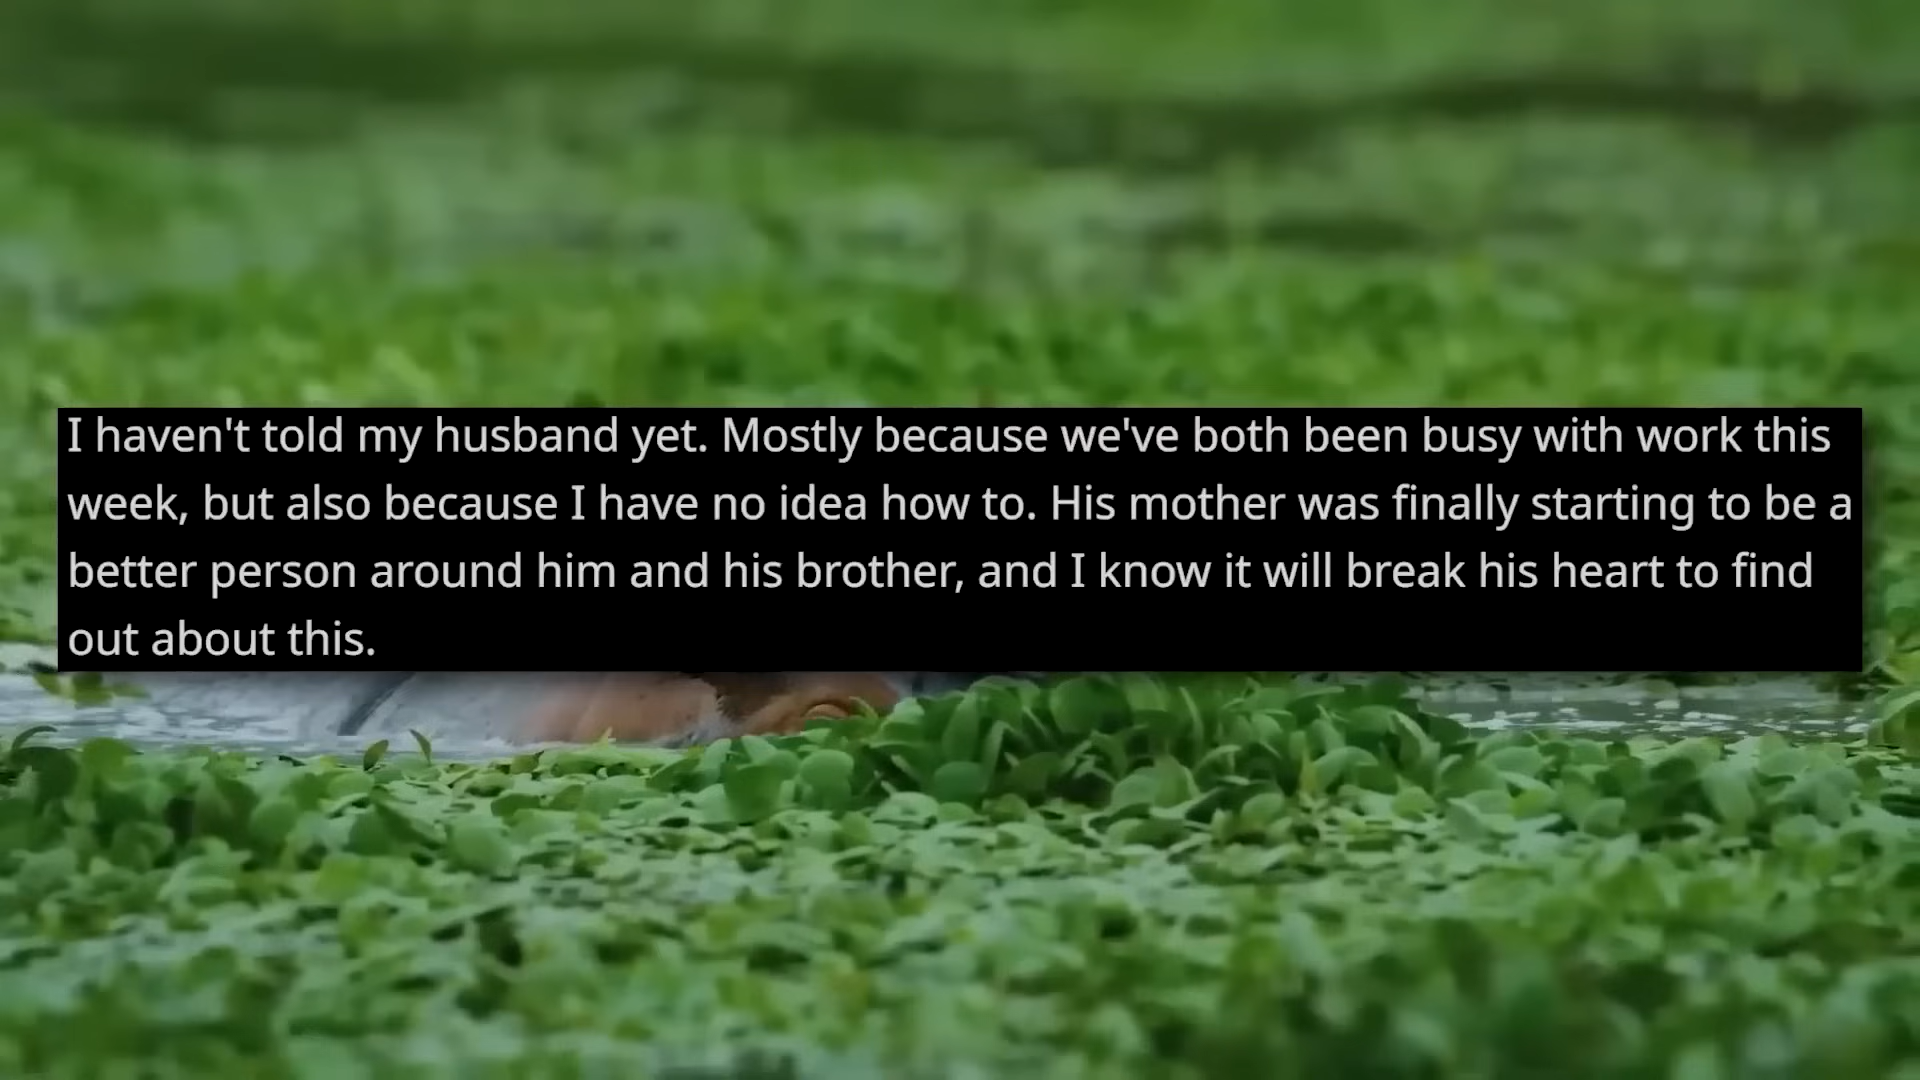 I haven't told my husband yet. Mostly because we've both been busy with work this
week, but also because I have no idea how to. His mother was finally starting to be a
better person around him and his brother, and I know it will break his heart to find
out about this.